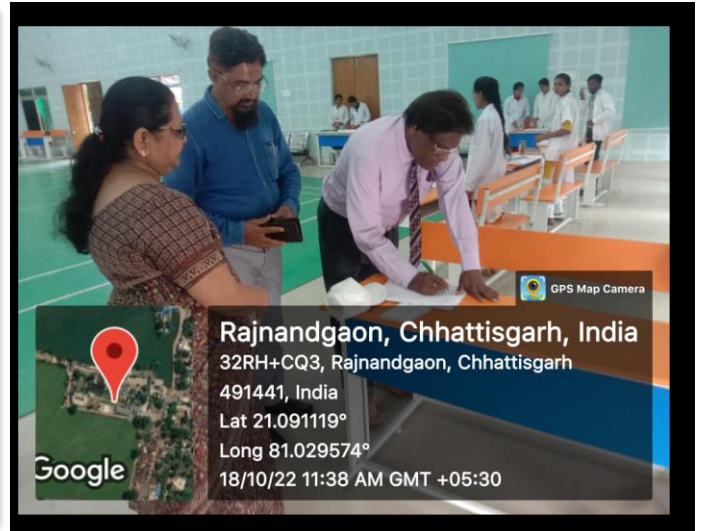 GPS Map Camera
Rajnandgaon, Chhattisgarh, India
32RH+CQ3, Rajnandgaon, Chhattisgarh
491441, India
Lat 21.091119°
Long 81.029574°
18/10/22 11:38 AM GMT +05:30
Google